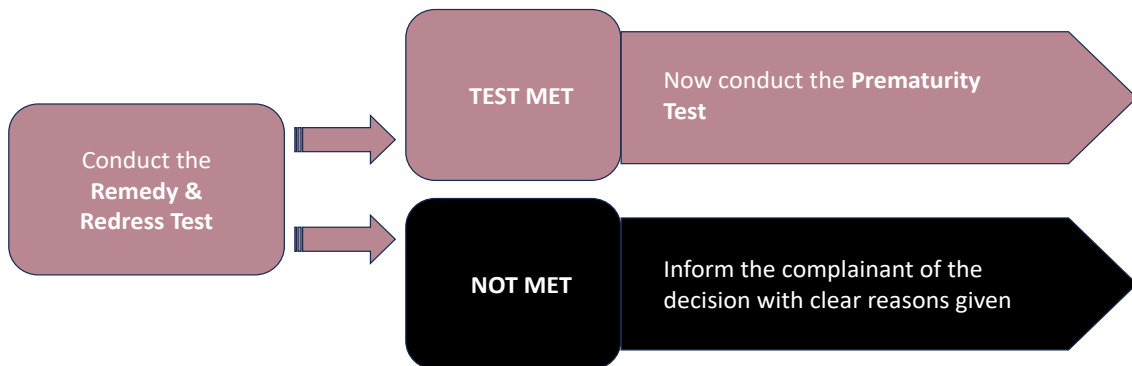 Conduct the
Remedy &
Redress Test
TEST MET
Now conduct the Prematurity
Test
NOT MET
Inform the complainant of the
decision with clear reasons given